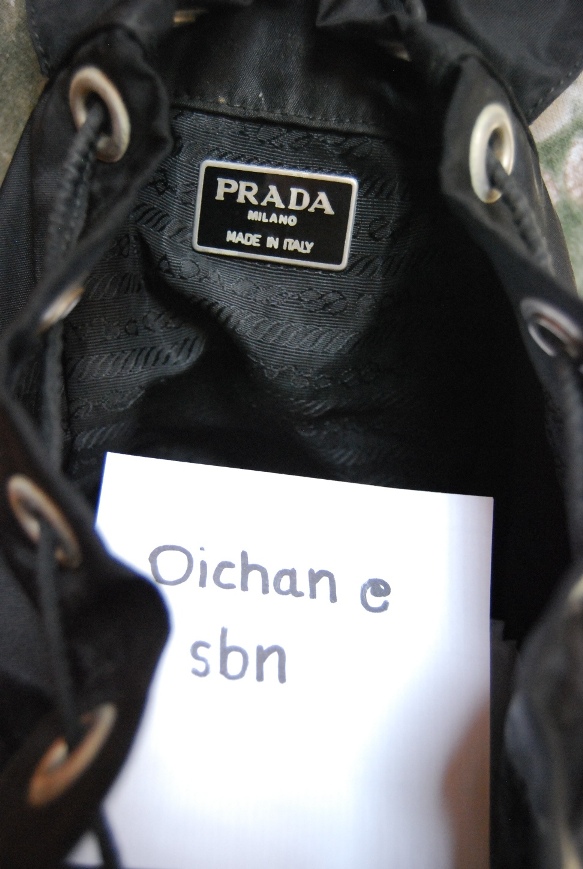 PRADA
MILANO
MADE IN ITALY
Oichan e
sbn